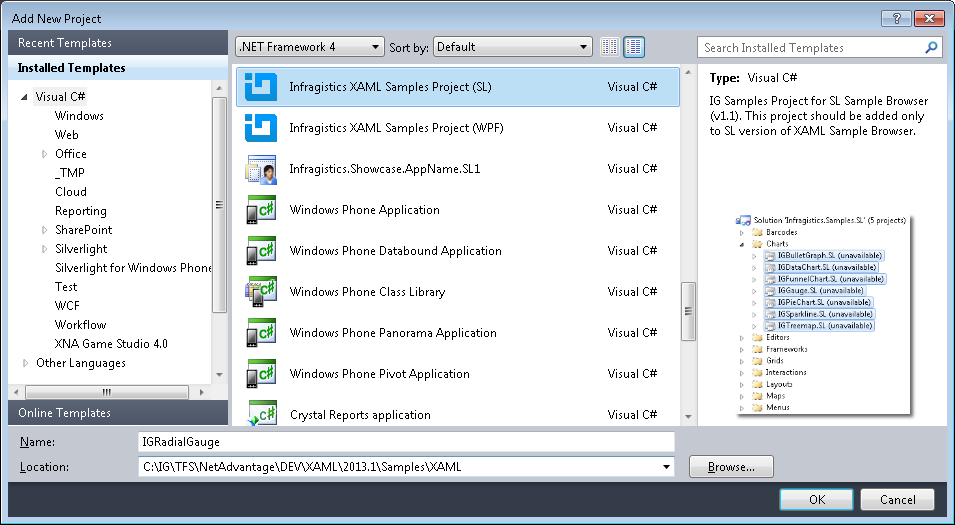 Add New Project
Recent Templates
Installed Templates
Visual C#
Windows
Web
Office
_TMP
Cloud
Reporting
SharePoint
Silverlight
Silverlight for Windows Phone
Test
WCF
Workflow
XNA Game Studio 4.0
Other Languages
Online Templates
.NET Framework 4
Sort by: Default
Infragistics XAML Samples Project (SL) Visual C#
Infragistics XAML Samples Project (WPF) Visual C#
Infragistics.Showcase.AppName.SL1 Visual C#
Windows Phone Application Visual C#
Windows Phone Databound Application Visual C#
Windows Phone Class Library Visual C#
Windows Phone Panorama Application Visual C#
Windows Phone Pivot Application Visual C#
Crystal Reports application Visual C#
Search Installed Templates
Type: Visual C#
IG Samples Project for SL Sample Browser
(v1.1). This project should be added only
to SL version of XAML Sample Browser.
Solution 'Infragistics.Samples.SL' (5 projects)
Barcodes
Charts
IGBulletGraph.SL (unavailable)
IGDataChart.SL (unavailable)
IGFunnelChart.SL (unavailable)
IGGauge.SL (unavailable)
IGPieChart.SL (unavailable)
IGSparkline.SL (unavailable)
IGTreemap.SL (unavailable)
Editors
Frameworks
Grids
Interactions
Layouts
Maps
Menus
Name: IGRadialGauge
Location: C:\IG\TFS\NetAdvantage\DEV\XAML\2013.1\Samples\XAML
Browse...
OK
Cancel